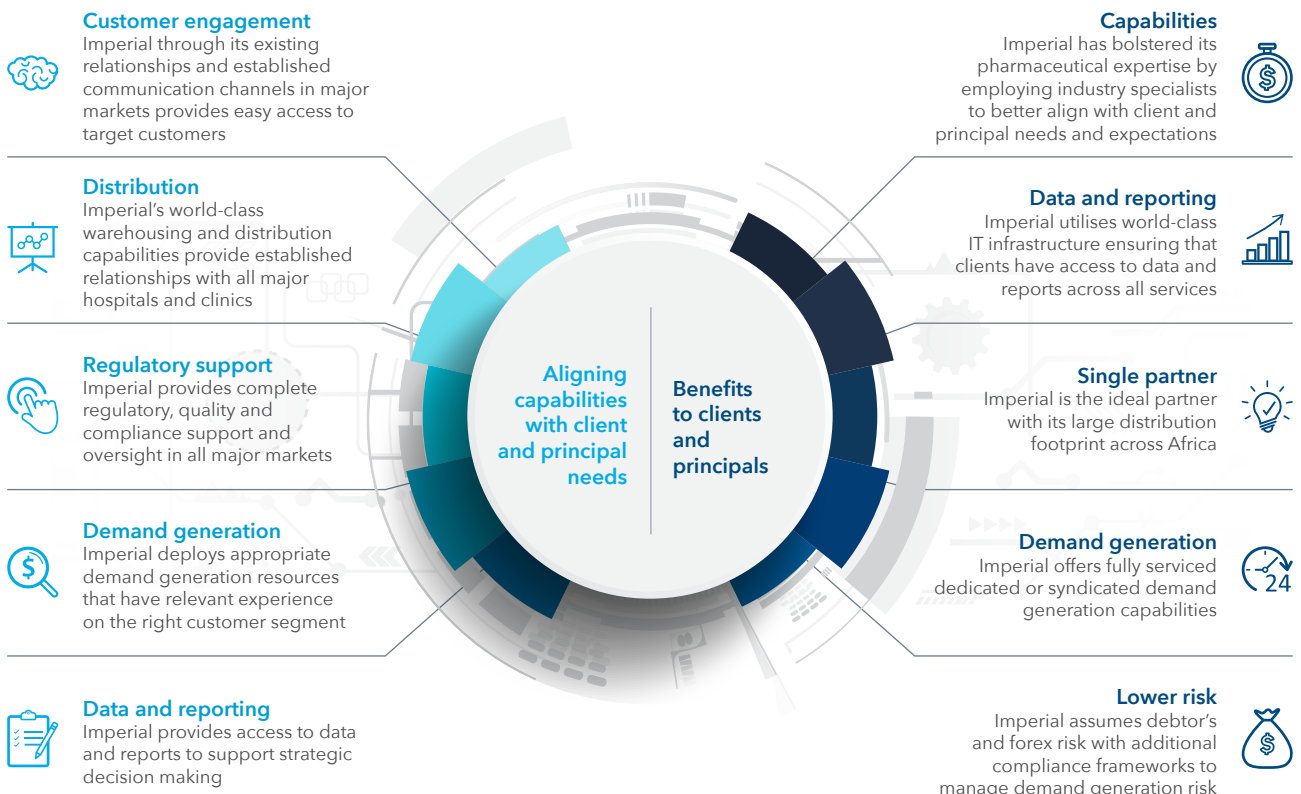 Customer engagement
Imperial through its existing
relationships and established
communication channels in major
markets provides easy access to
target customers
Distribution
Imperial's world-class
warehousing and distribution
capabilities provide established
relationships with all major
hospitals and clinics
Regulatory support
Imperial provides complete
regulatory, quality and
compliance support and
oversight in all major markets
Demand generation
Imperial deploys appropriate
demand generation resources
that have relevant experience
on the right customer segment
Data and reporting
Imperial provides access to data
and reports to support strategic
decision making
Aligning
capabilities
with client
and principal
needs
Benefits
to clients
and
principals
Capabilities
Imperial has bolstered its
pharmaceutical expertise by
employing industry specialists
to better align with client and
principal needs and expectations
$
Data and reporting
Imperial utilises world-class
IT infrastructure ensuring that
clients have access to data and
reports across all services
Single partner
Imperial is the ideal partner
with its large distribution
footprint across Africa
Demand generation
Imperial offers fully serviced
dedicated or syndicated demand
generation capabilities
24
Lower risk
Imperial assumes debtor's
and forex risk with additional
compliance frameworks to
manage demand generation risk
$
$